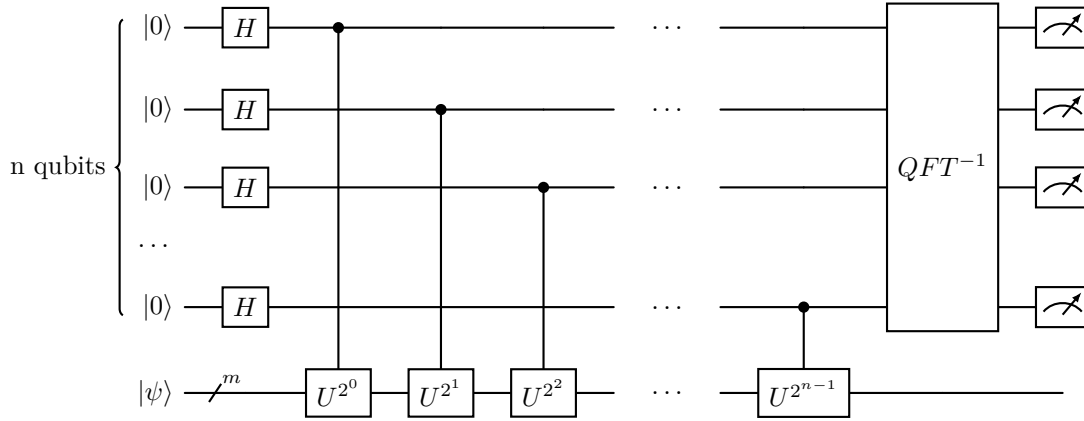 |0⟩ H ⋯
|0⟩ H ⋯
n qubits |0⟩ H ⋯ QFT⁻¹
⋯
|0⟩ H ⋯
|ψ⟩ m U^{2^0} U^{2^1} U^{2^2} ⋯ U^{2^{n-1}}